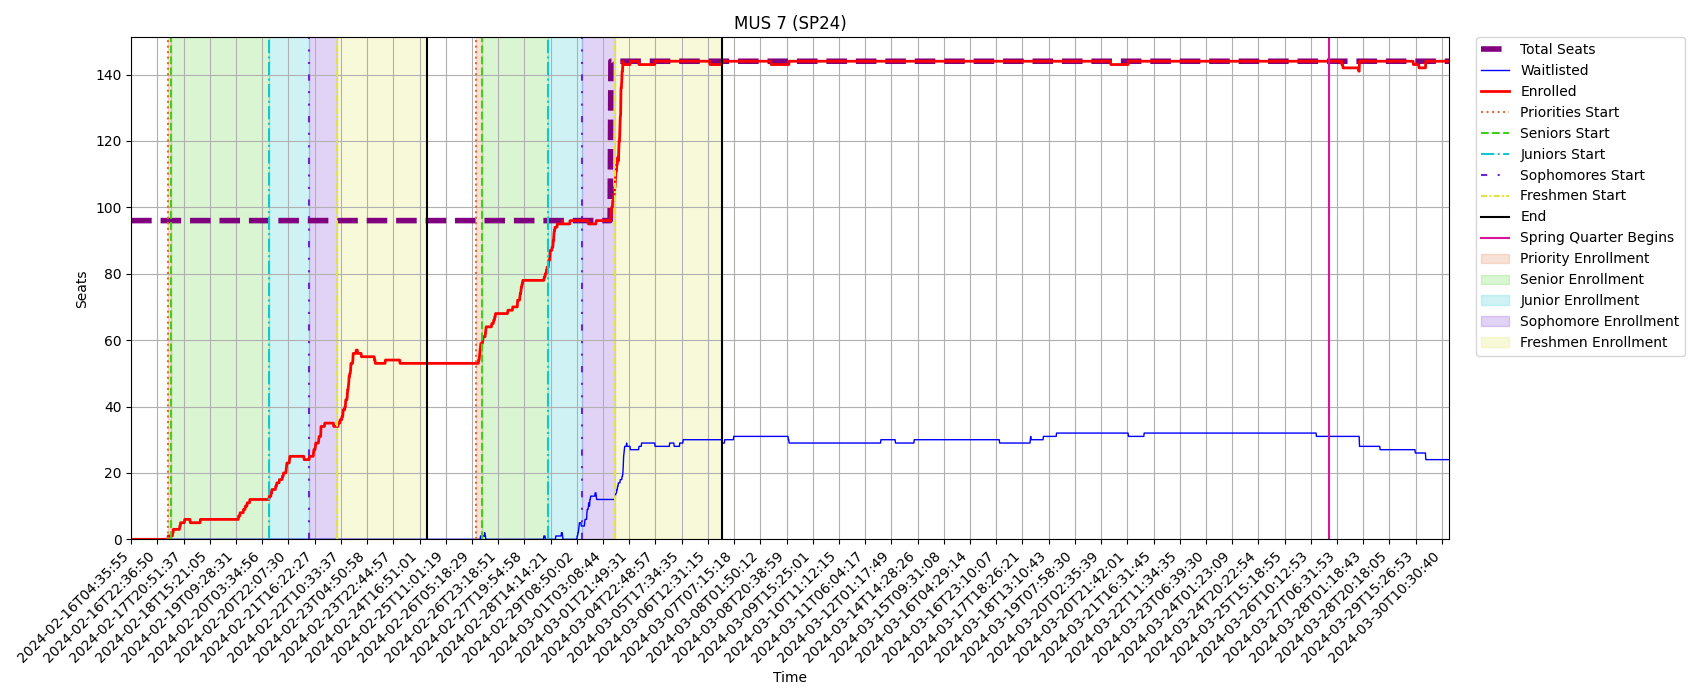 MUS 7 (SP24)
Seats
140
120
100
80
60
40
20
0
2024-02-16T04:35:55
2024-02-16T22:36:50
2024-02-17T20:51:37
2024-02-18T15:21:05
2024-02-19T09:28:31
2024-02-20T03:34:56
2024-02-20T22:07:30
2024-02-21T16:22:27
2024-02-22T10:33:37
2024-02-23T04:50:58
2024-02-23T22:44:57
2024-02-24T16:51:01
2024-02-25T11:01:19
2024-02-26T05:18:29
2024-02-26T23:18:51
2024-02-27T19:54:58
2024-02-28T14:14:21
2024-02-29T08:50:02
2024-03-01T03:08:44
2024-03-01T21:49:31
2024-03-04T22:48:57
2024-03-05T17:34:35
2024-03-06T12:31:15
2024-03-07T07:15:18
2024-03-08T01:50:12
2024-03-08T20:38:59
2024-03-09T15:25:01
2024-03-10T11:12:15
2024-03-11T06:04:17
2024-03-12T01:17:49
2024-03-14T14:28:26
2024-03-15T09:31:08
2024-03-16T04:29:14
2024-03-16T23:10:07
2024-03-17T18:26:21
2024-03-18T13:10:43
2024-03-19T07:58:30
2024-03-20T02:35:39
2024-03-20T21:42:01
2024-03-21T16:31:45
2024-03-22T11:34:35
2024-03-23T06:39:30
2024-03-24T01:23:09
2024-03-24T20:22:54
2024-03-25T15:18:55
2024-03-26T10:12:53
2024-03-27T06:31:53
2024-03-28T01:18:43
2024-03-28T20:18:05
2024-03-29T15:26:53
2024-03-30T10:30:40
Time
Total Seats
Waitlisted
Enrolled
Priorities Start
Seniors Start
Juniors Start
Sophomores Start
Freshmen Start
End
Spring Quarter Begins
Priority Enrollment
Senior Enrollment
Junior Enrollment
Sophomore Enrollment
Freshmen Enrollment